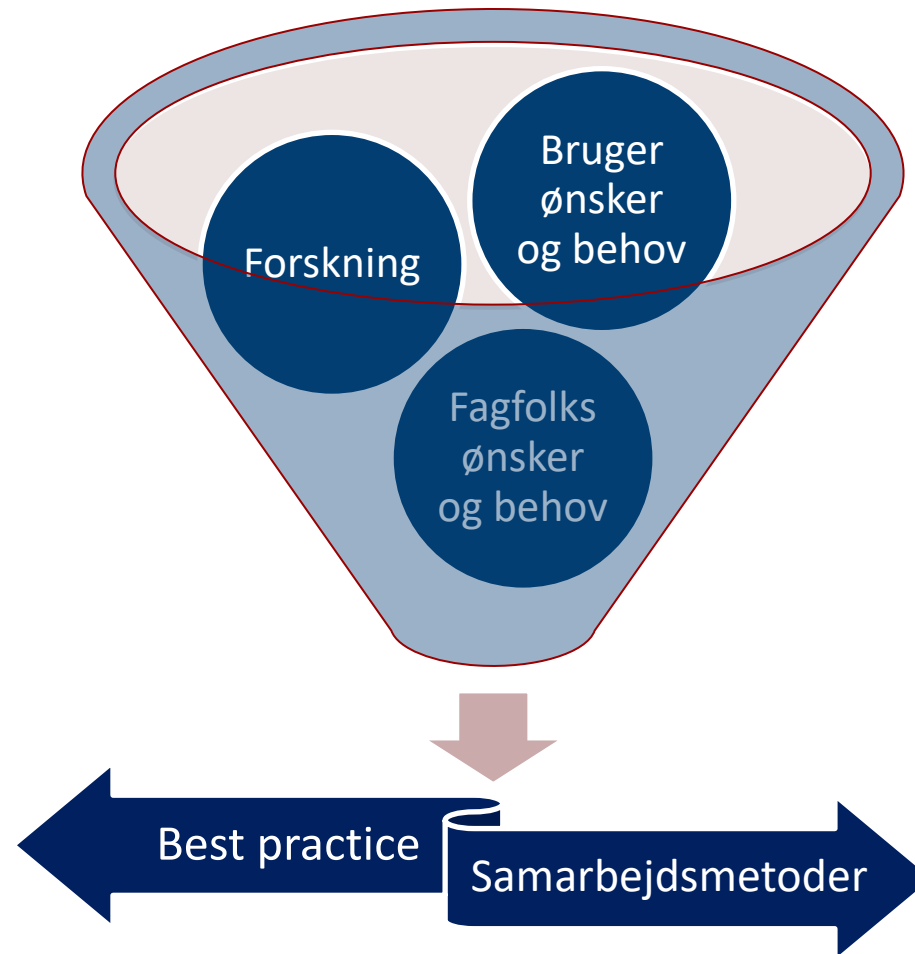 Bruger
ønsker
og behov
Forskning
Fagfolks
ønsker
og behov
Best practice
Samarbejdsmetoder